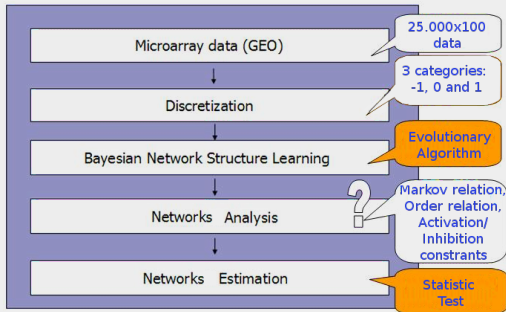 Microarray data (GEO)
25.000x100
data
Discretization
3 categories:
-1, 0 and 1
Bayesian Network Structure Learning
Evolutionary
Algorithm
Networks Analysis
?
Markov relation,
Order relation,
Activation/
Inhibition
constrants
Networks Estimation
Statistic
Test